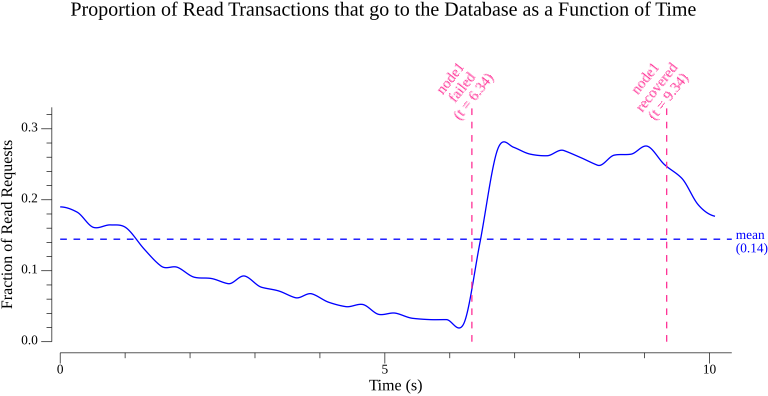 Proportion of Read Transactions that go to the Database as a Function of Time
node1
failed
(t = 6.34)
node1
recovered
(t = 9.34)
Fraction of Read Requests
0.3
0.2
0.1
0.0
mean
(0.14)
0
5
10
Time (s)